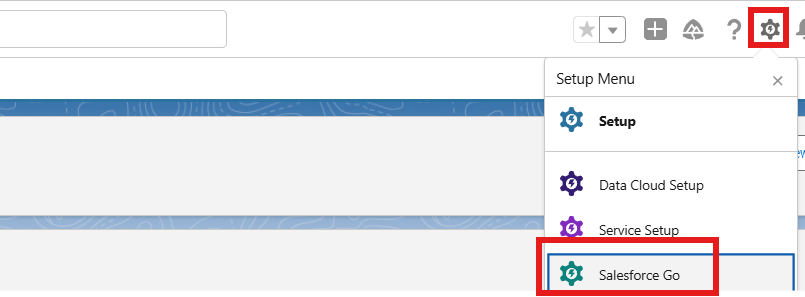 Setup Menu
Setup
Data Cloud Setup
Service Setup
Salesforce Go